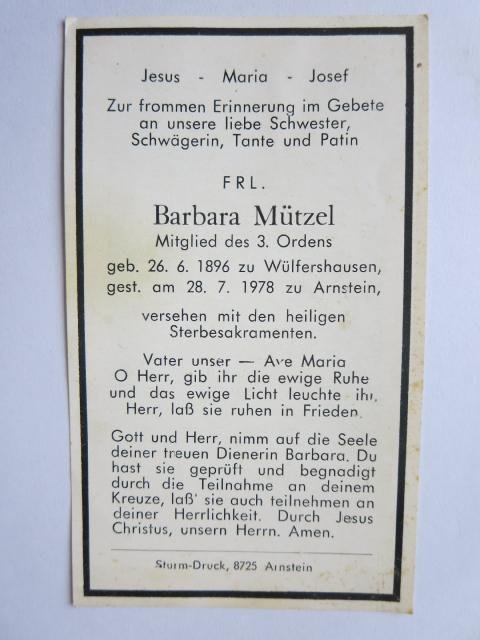 Jesus - Maria - Josef
Zur frommen Erinnerung im Gebete
an unsere liebe Schwester,
Schwägerin, Tante und Patin
FRL.
Barbara Mützel
Mitglied des 3. Ordens
geb. 26. 6. 1896 zu Wülfershausen,
gest. am 28. 7. 1978 zu Arnstein,
versehen mit den heiligen
Sterbesakramenten.
Vater unser — Ave Maria
O Herr, gib ihr die ewige Ruhe
und das ewige Licht leuchte ihr,
Herr, laß sie ruhen in Frieden.
Gott und Herr, nimm auf die Seele
deiner treuen Dienerin Barbara. Du
hast sie geprüft und begnadigt
durch die Teilnahme an deinem
Kreuze, laß' sie auch teilnehmen an
deiner Herrlichkeit. Durch Jesus
Christus, unsern Herrn. Amen.
Sturm-Druck, 8725 Arnstein